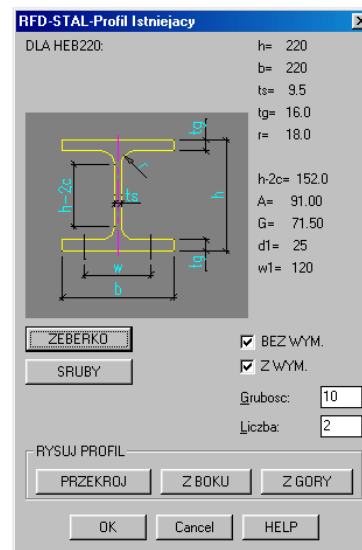 RFD-STAL-Profil Istniejacy
DLA HEB220:
h= 220
b= 220
ts= 9.5
tg= 16.0
r= 18.0
h-2c= 152.0
A= 91.00
G= 71.50
d1= 25
w1= 120
tg
r
h-2c
ts
h
w
tg
b
ZEBERKO
SRUBY
BEZ WYM.
Z WYM.
Grubosc: 10
Liczba: 2
RYSUJ PROFIL
PRZEKROJ Z BOKU Z GORY
OK Cancel HELP